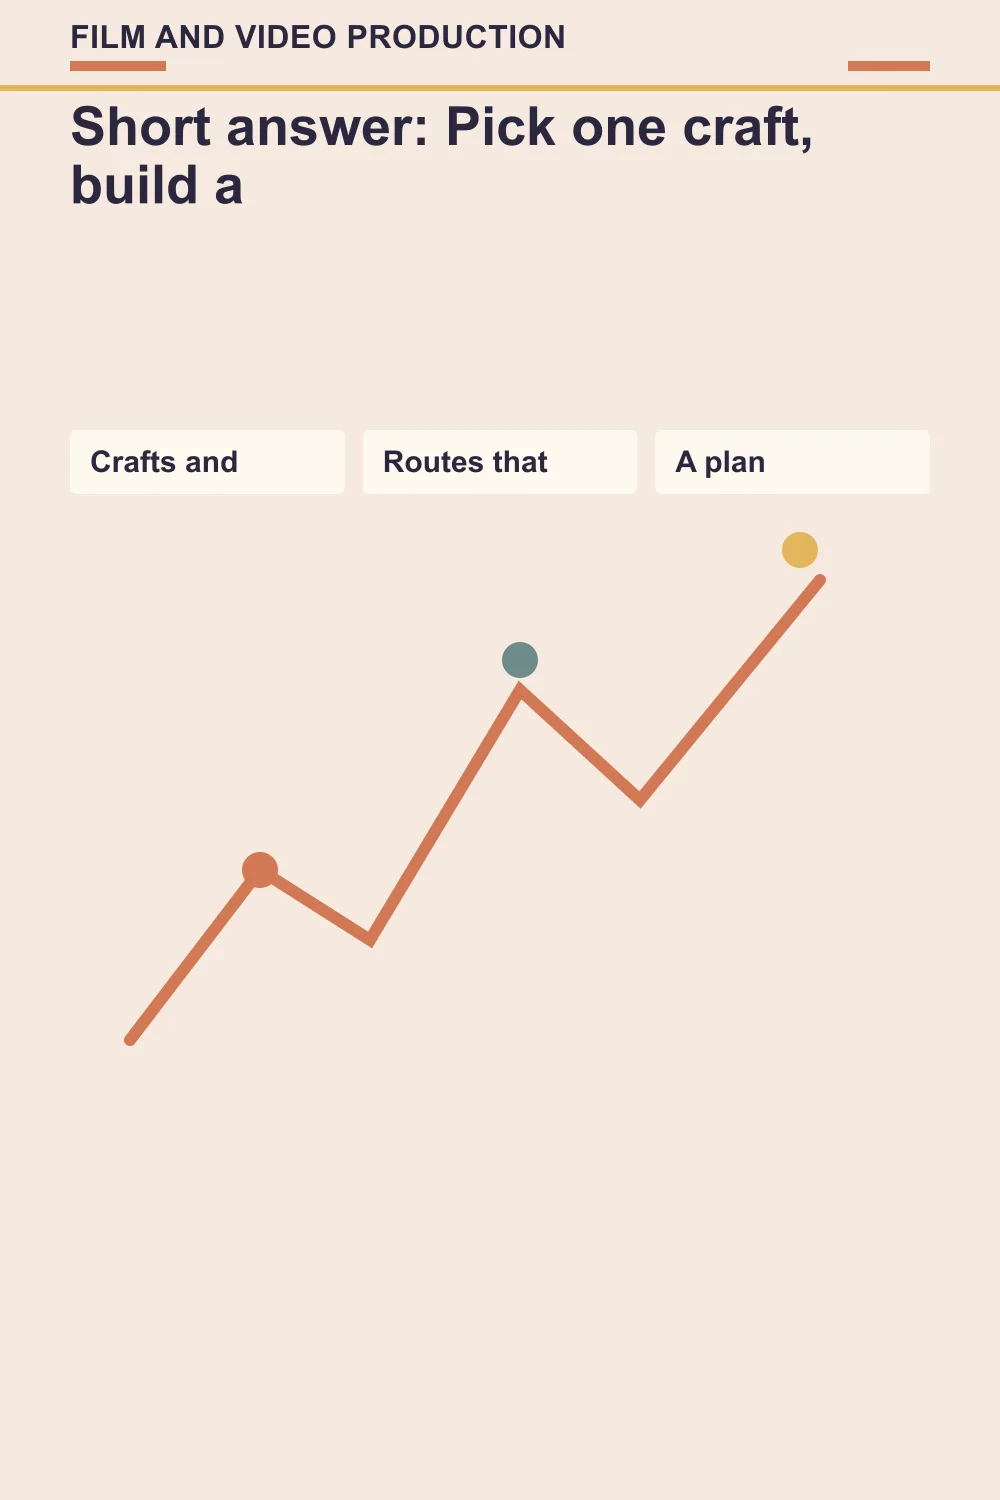 FILM AND VIDEO PRODUCTION
Short answer: Pick one craft,
build a
Crafts and
Routes that
A plan